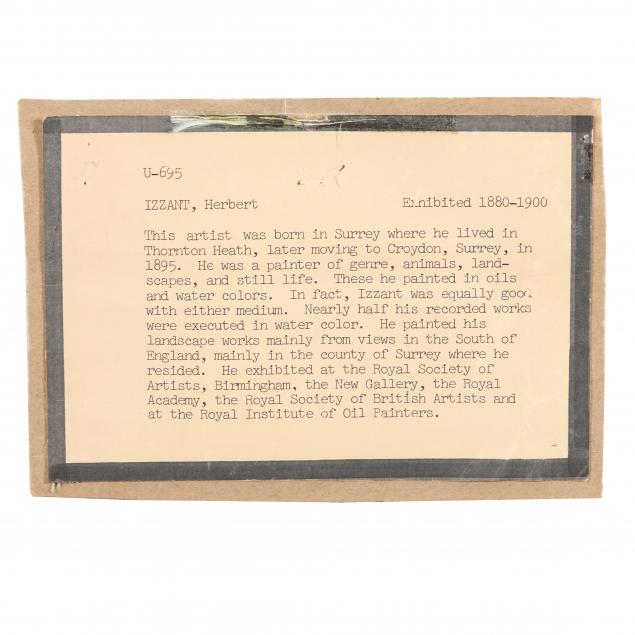 U-695
IZZANT, Herbert Exhibited 1880-1900
This artist was born in Surrey where he lived in
Thornton Heath, later moving to Croydon, Surrey, in
1895. He was a painter of genre, animals, land-
scapes, and still life. These he painted in oils
and water colors. In fact, Izzant was equally good
with either medium. Nearly half his recorded works
were executed in water color. He painted his
landscape works mainly from views in the South of
England, mainly in the county of Surrey where he
resided. He exhibited at the Royal Society of
Artists, Birmingham, the New Gallery, the Royal
Academy, the Royal Society of British Artists and
at the Royal Institute of Oil Painters.